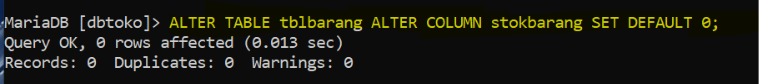 MariaDB [dbtoko]> ALTER TABLE tblbarang ALTER COLUMN stokbarang SET DEFAULT 0;
Query OK, 0 rows affected (0.013 sec)
Records: 0  Duplicates: 0  Warnings: 0